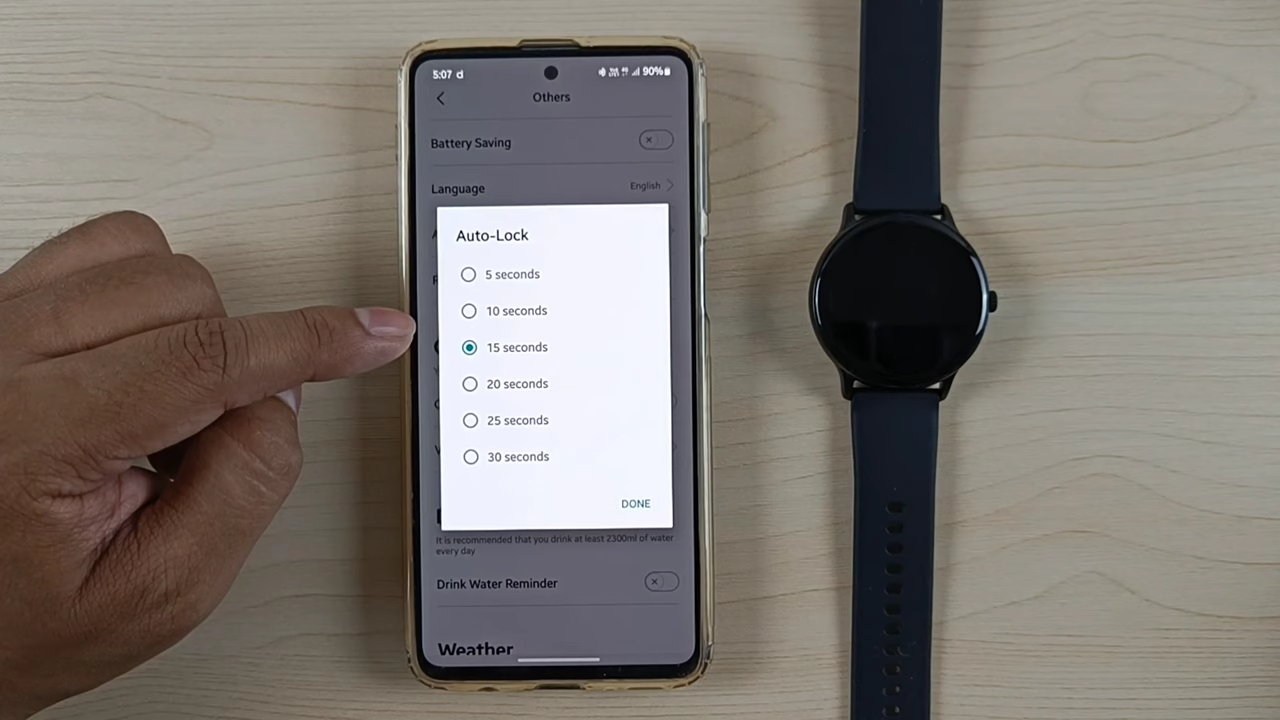 5:07 d
90%
Others
Battery Saving
Language
English
Auto-Lock
5 seconds
10 seconds
15 seconds
20 seconds
25 seconds
30 seconds
DONE
It is recommended that you drink at least 2300ml of water
every day
Drink Water Reminder
Weather